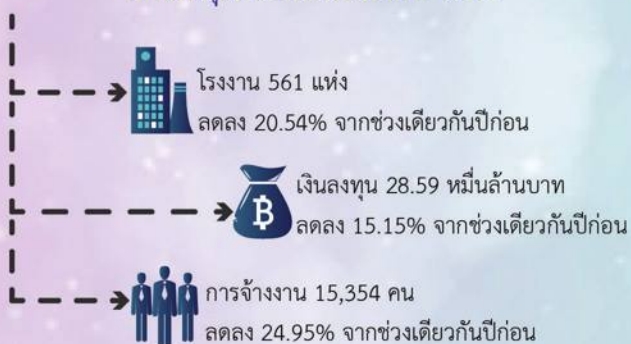 โรงงาน 561 แห่ง
ลดลง 20.54% จากช่วงเดียวกันปีก่อน
฿
เงินลงทุน 28.59 หมื่นล้านบาท
ลดลง 15.15% จากช่วงเดียวกันปีก่อน
การจ้างงาน 15,354 คน
ลดลง 24.95% จากช่วงเดียวกันปีก่อน